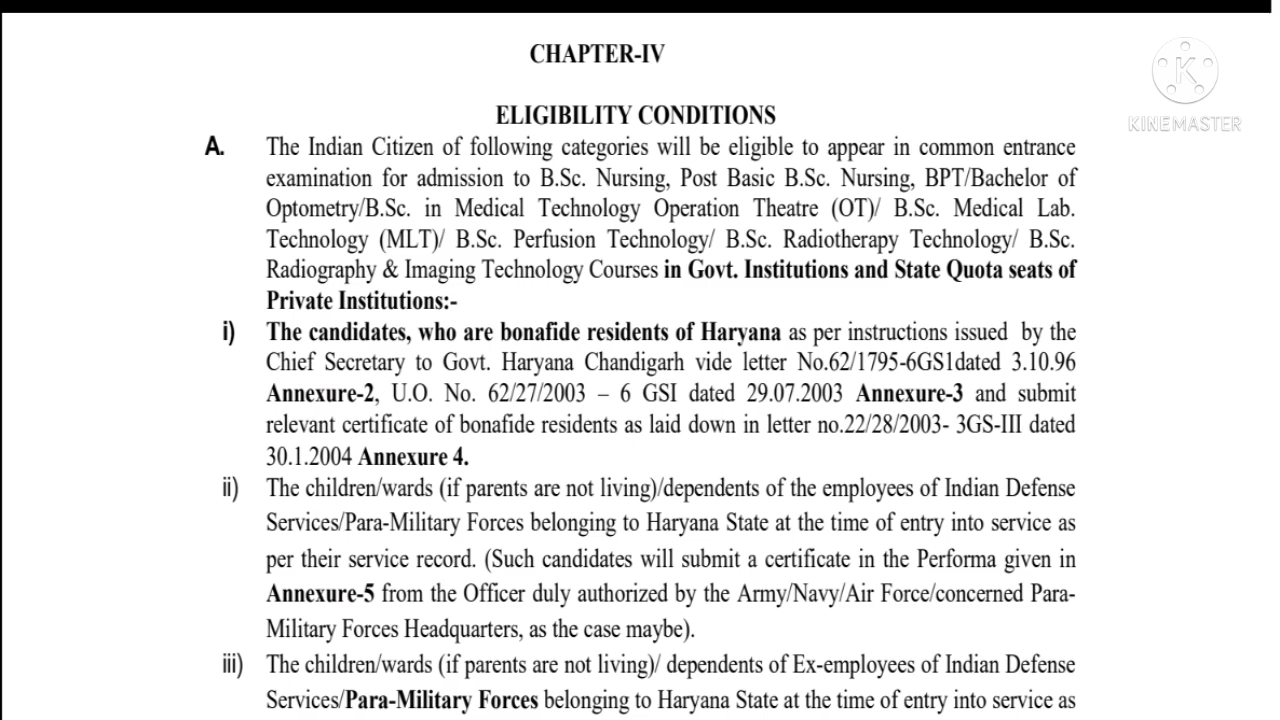 CHAPTER-IV
K
KINEMASTER
ELIGIBILITY CONDITIONS
A. The Indian Citizen of following categories will be eligible to appear in common entrance
examination for admission to B.Sc. Nursing, Post Basic B.Sc. Nursing, BPT/Bachelor of
Optometry/B.Sc. in Medical Technology Operation Theatre (OT)/ B.Sc. Medical Lab.
Technology (MLT)/ B.Sc. Perfusion Technology/ B.Sc. Radiotherapy Technology/ B.Sc.
Radiography & Imaging Technology Courses in Govt. Institutions and State Quota seats of
Private Institutions:-
i) The candidates, who are bonafide residents of Haryana as per instructions issued by the
Chief Secretary to Govt. Haryana Chandigarh vide letter No.62/1795-6GS1dated 3.10.96
Annexure-2, U.O. No. 62/27/2003 – 6 GSI dated 29.07.2003 Annexure-3 and submit
relevant certificate of bonafide residents as laid down in letter no.22/28/2003- 3GS-III dated
30.1.2004 Annexure 4.
ii) The children/wards (if parents are not living)/dependents of the employees of Indian Defense
Services/Para-Military Forces belonging to Haryana State at the time of entry into service as
per their service record. (Such candidates will submit a certificate in the Performa given in
Annexure-5 from the Officer duly authorized by the Army/Navy/Air Force/concerned Para-
Military Forces Headquarters, as the case maybe).
iii) The children/wards (if parents are not living)/ dependents of Ex-employees of Indian Defense
Services/Para-Military Forces belonging to Haryana State at the time of entry into service as